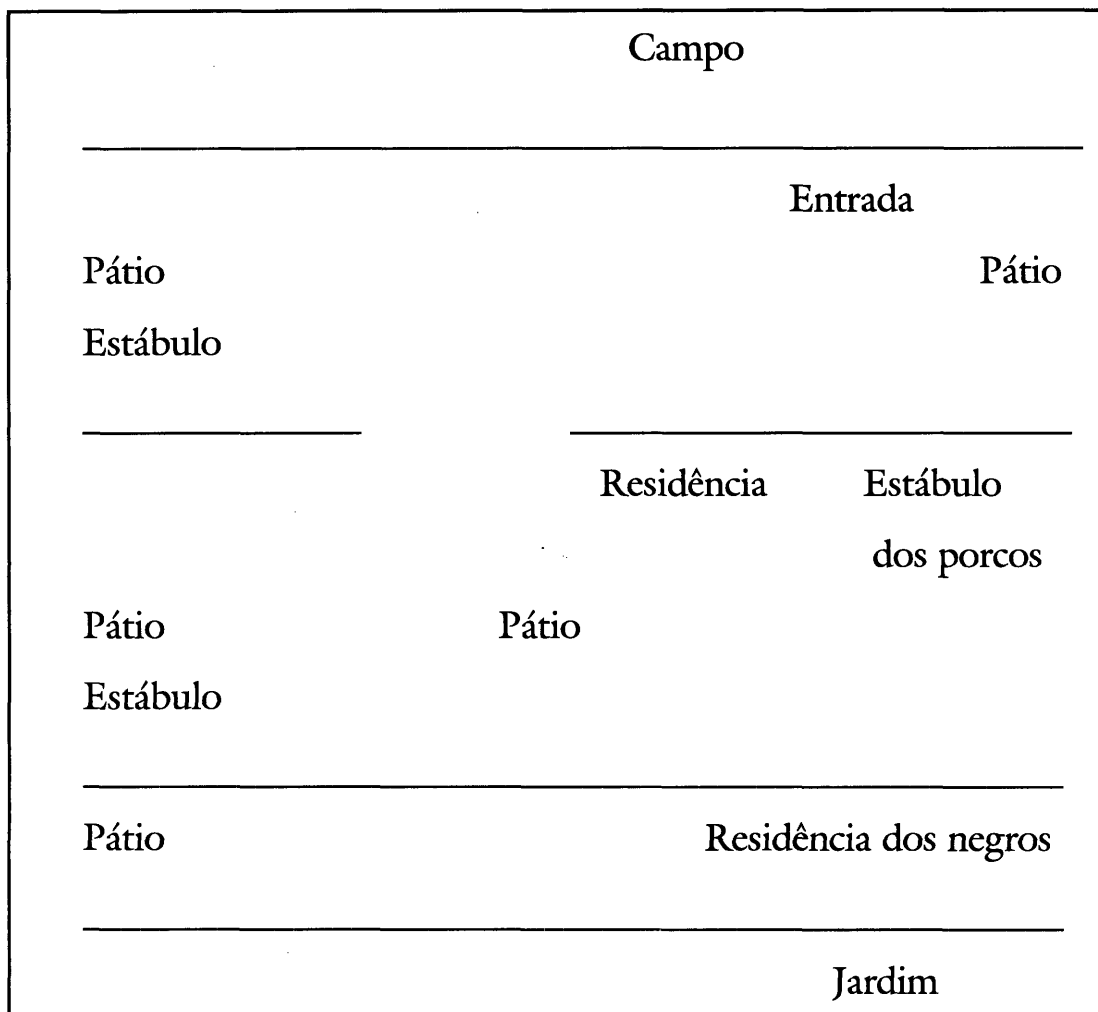 Campo
Entrada
Pátio Pátio
Estábulo
Residência Estábulo
dos porcos
Pátio Pátio
Estábulo
Pátio Residência dos negros
Jardim